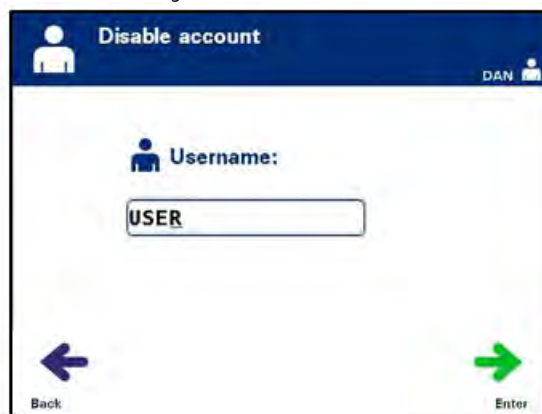 Disable account
DAN
Username:
USER
Back
Enter